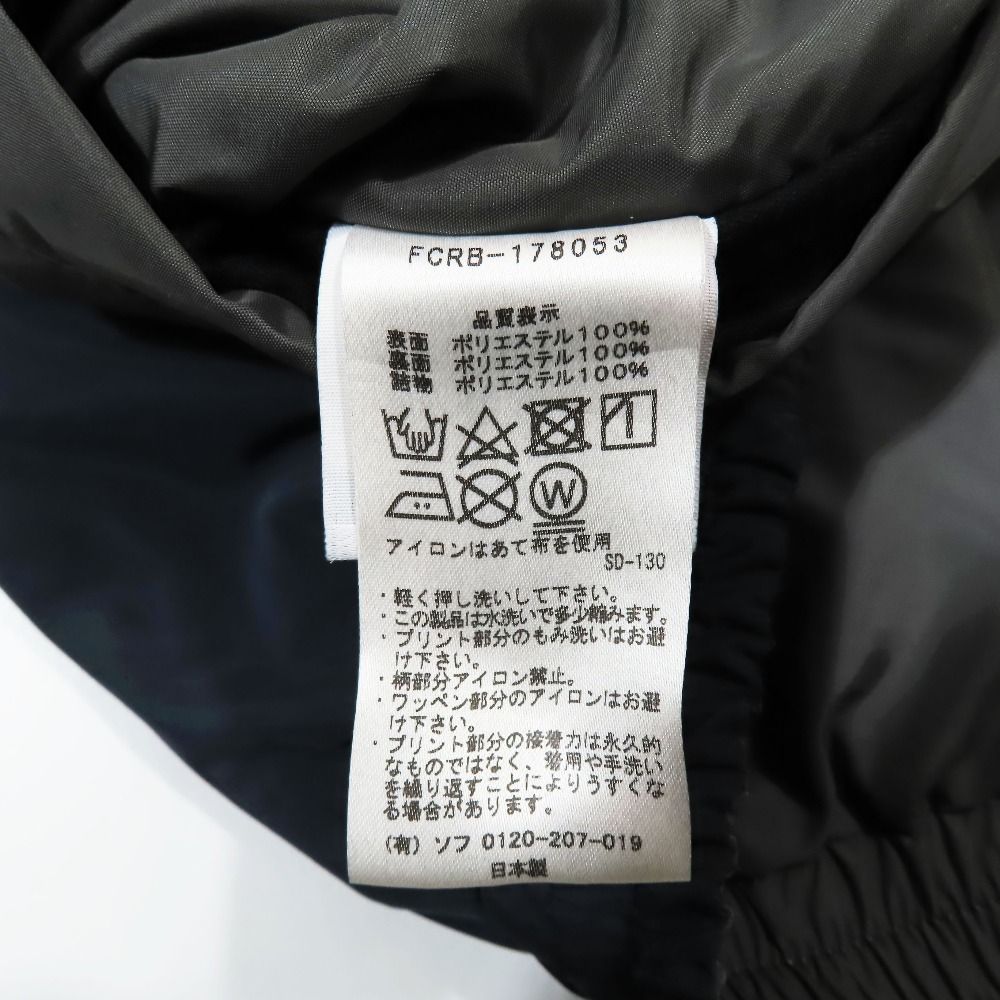 FCRB-178053
品質表示
表面 ポリエステル100%
裏面 ポリエステル100%
詰物 ポリエステル100%
W
アイロンはあて布を使用
SD-130
・軽く押し洗いして下さい。
・この製品は水洗いで多少縮みます。
・プリント部分のもみ洗いはお避
け下さい。
・柄部分アイロン禁止。
・ワッペン部分のアイロンはお避
け下さい。
・プリント部分の接着力は永久的
なものではなく、着用や手洗い
を繰り返すことによりうすくな
る場合があります。
(有) ソフ 0120-207-019
日本製